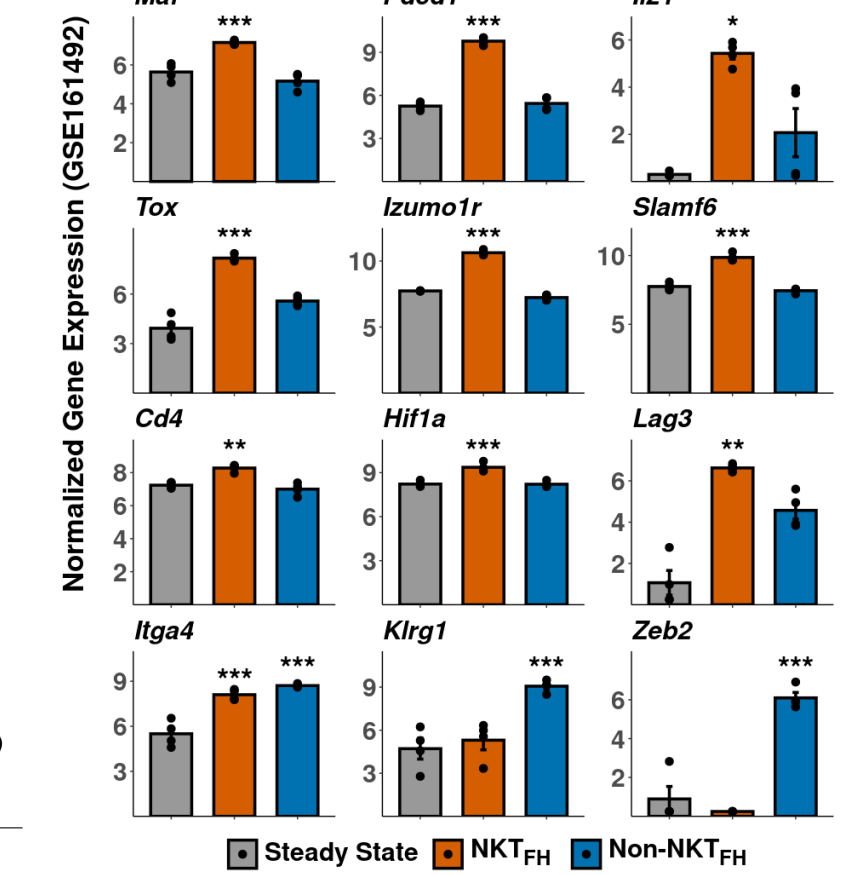 Normalized Gene Expression (GSE161492)
*** *** *
6 4 2
9 6 3
6 4 2
Tox Izumo1r Slamf6
*** *** ***
6 3
10 5
10 5
Cd4 Hif1a Lag3
** *** **
8 6 4 2
9 6 3
6 4 2
Itga4 Klrg1 Zeb2
*** *** *** ***
9 6 3
9 6 3
6 4 2
Steady State NKTFH Non-NKTFH